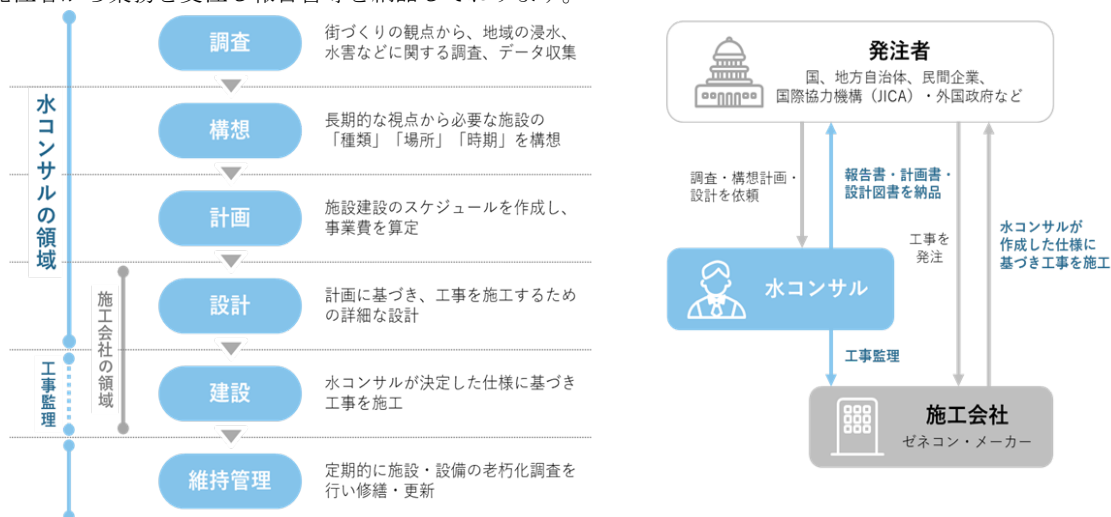 水コンサルの領域
工事監理
施工会社の領域
調査
街づくりの観点から、地域の浸水、
水害などに関する調査、データ収集
構想
長期的な視点から必要な施設の
「種類」「場所」「時期」を構想
計画
施設建設のスケジュールを作成し、
事業費を算定
設計
計画に基づき、工事を施工するため
の詳細な設計
建設
水コンサルが決定した仕様に基づき
工事を施工
維持管理
定期的に施設・設備の老朽化調査を
行い修繕・更新
発注者
国、地方自治体、民間企業、
国際協力機構（JICA）・外国政府など
調査・構想計画・
設計を依頼
報告書・計画書・
設計図書を納品
工事を
発注
水コンサルが
作成した仕様に
基づき工事を施工
水コンサル
工事監理
施工会社
ゼネコン・メーカー